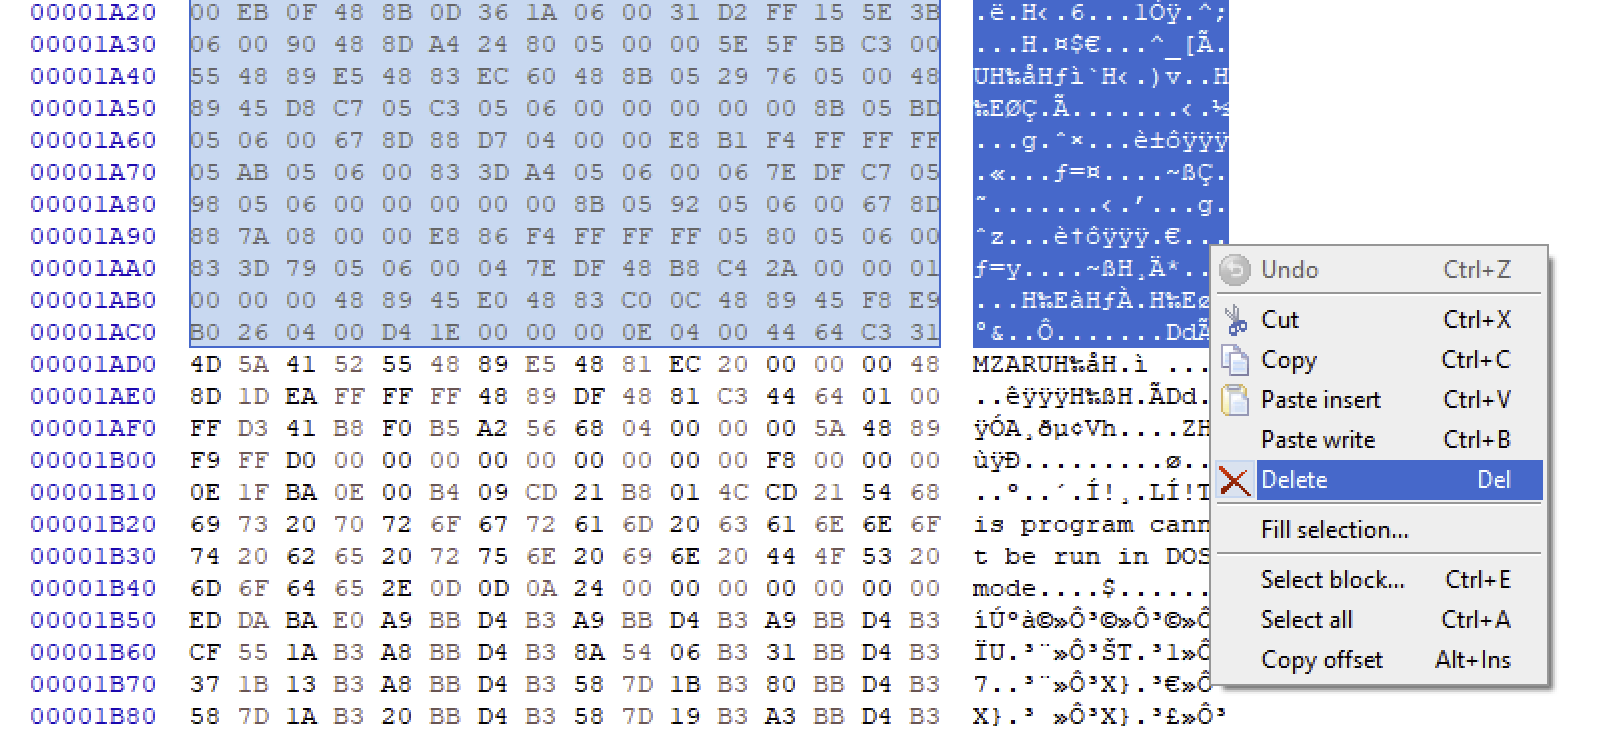 00001A20 00 EB 0F 48 8B 0D 36 1A 06 00 31 D2 FF 15 5E 3B .ë.H‹.6...1Òÿ.^;
00001A30 06 00 90 48 8D A4 24 80 05 00 00 5E 5F 5B C3 00 ...H.¤$€...^_[Ã.
00001A40 55 48 89 E5 48 83 EC 60 48 8B 05 29 76 05 00 48 UH‰åHƒì`H‹.)v..H
00001A50 89 45 D8 C7 05 C3 05 06 00 00 00 00 00 8B 05 BD ‰EØÇ.Ã.......‹.½
00001A60 05 06 00 67 8D 88 D7 04 00 00 E8 B1 F4 FF FF FF ...g.ˆ×...è±ôÿÿÿ
00001A70 05 AB 05 06 00 83 3D A4 05 06 00 06 7E DF C7 05 .«...ƒ=¤....~ßÇ.
00001A80 98 05 06 00 00 00 00 00 8B 05 92 05 06 00 67 8D ˜.......‹.’...g.
00001A90 88 7A 08 00 00 E8 86 F4 FF FF FF 05 80 05 06 00 ˆz...è†ôÿÿÿ.€...
00001AA0 83 3D 79 05 06 00 04 7E DF 48 B8 C4 2A 00 00 01 ƒ=y....~ßH¸Ä*..
00001AB0 00 00 00 48 89 45 E0 48 83 C0 0C 48 89 45 F8 E9 ...H‰EàHƒÀ.H‰Eø
00001AC0 B0 26 04 00 D4 1E 00 00 00 0E 04 00 44 64 C3 31 °&..Ô.......DdÃ
00001AD0 4D 5A 41 52 55 48 89 E5 48 81 EC 20 00 00 00 48 MZARUH‰åH.ì ...
00001AE0 8D 1D EA FF FF FF 48 89 DF 48 81 C3 44 64 01 00 ..êÿÿÿH‰ßH.ÃDd.
00001AF0 FF D3 41 B8 F0 B5 A2 56 68 04 00 00 00 5A 48 89 ÿÓA¸ðµ¢Vh....ZH
00001B00 F9 FF D0 00 00 00 00 00 00 00 00 00 F8 00 00 00 ùÿÐ.........ø..
00001B10 0E 1F BA 0E 00 B4 09 CD 21 B8 01 4C CD 21 54 68 ..º..´.Í!¸.LÍ!T
00001B20 69 73 20 70 72 6F 67 72 61 6D 20 63 61 6E 6E 6F is program cann
00001B30 74 20 62 65 20 72 75 6E 20 69 6E 20 44 4F 53 20 t be run in DOS
00001B40 6D 6F 64 65 2E 0D 0D 0A 24 00 00 00 00 00 00 00 mode....$......
00001B50 ED DA BA E0 A9 BB D4 B3 A9 BB D4 B3 A9 BB D4 B3 íÚºà©»Ô³©»Ô³©»Ô
00001B60 CF 55 1A B3 A8 BB D4 B3 8A 54 06 B3 31 BB D4 B3 ÏU.³¨»Ô³ŠT.³1»Ô
00001B70 37 1B 13 B3 A8 BB D4 B3 58 7D 1B B3 80 BB D4 B3 7..³¨»Ô³X}.³€»Ô
00001B80 58 7D 1A B3 20 BB D4 B3 58 7D 19 B3 A3 BB D4 B3 X}.³ »Ô³X}.³£»Ô³
Undo Ctrl+Z
Cut Ctrl+X
Copy Ctrl+C
Paste insert Ctrl+V
Paste write Ctrl+B
Delete Del
Fill selection...
Select block... Ctrl+E
Select all Ctrl+A
Copy offset Alt+Ins